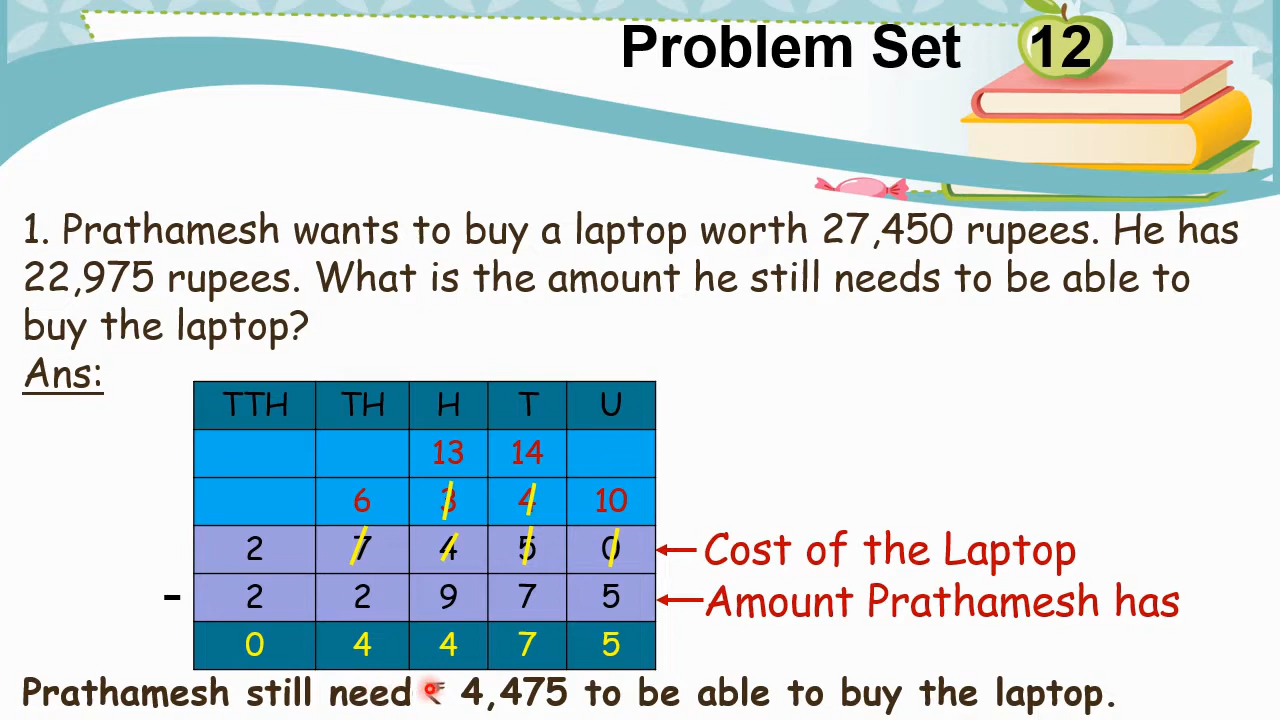 Problem Set 12
1. Prathamesh wants to buy a laptop worth 27,450 rupees. He has
22,975 rupees. What is the amount he still needs to be able to
buy the laptop?
Ans:
TTH TH H T U
13 14
6 3 4 10
2 7 4 5 0 Cost of the Laptop
- 2 2 9 7 5 Amount Prathamesh has
0 4 4 7 5
Prathamesh still need ₹ 4,475 to be able to buy the laptop.